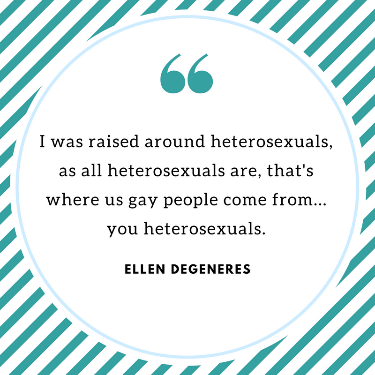 I was raised around heterosexuals,
as all heterosexuals are, that's
where us gay people come from...
you heterosexuals.
ELLEN DEGENERES